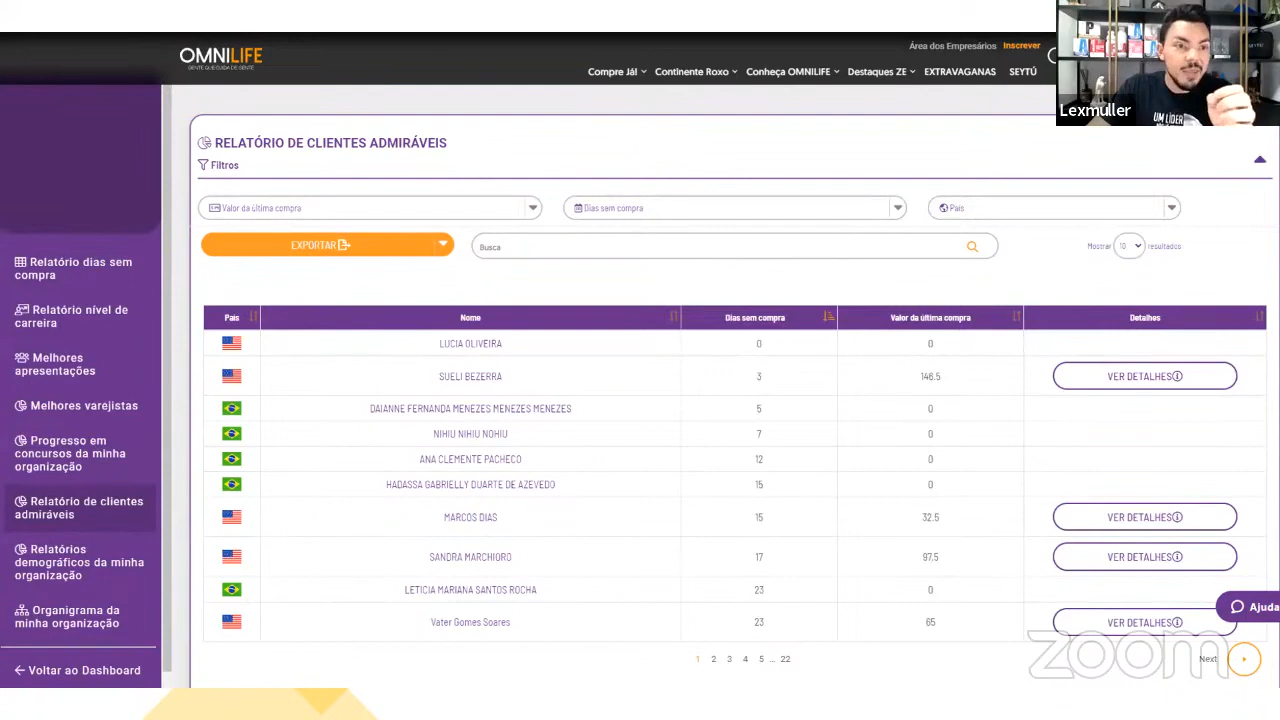 OMNILIFE
GENTE QUE CUIDA DE GENTE
Área dos Empresários Inscrever
Compre Já! Continente Roxo Conheça OMNILIFE Destaques ZE EXTRAVAGANAS SEYTÚ
UM LÍDER
Lexmuller
RELATÓRIO DE CLIENTES ADMIRÁVEIS
Filtros
Valor da última compra Dias sem compra País
EXPORTAR Busca Mostrar 10 resultados
País Nome Dias sem compra Valor da última compra Detalhes
LUCIA OLIVEIRA 0 0
SUELI BEZERRA 3 146.5 VER DETALHES
DAIANNE FERNANDA MENEZES MENEZES MENEZES 5 0
NIHIU NIHIU NOHIU 7 0
ANA CLEMENTE PACHECO 12 0
HADASSA GABRIELLY DUARTE DE AZEVEDO 15 0
MARCOS DIAS 15 32.5 VER DETALHES
SANDRA MARCHIORO 17 97.5 VER DETALHES
LETICIA MARIANA SANTOS ROCHA 23 0
Vater Gomes Soares 23 65 VER DETALHES
1 2 3 4 5 ... 22 Next
Relatório dias sem
compra
Relatório nível de
carreira
Melhores
apresentações
Melhores varejistas
Progresso em
concursos da minha
organização
Relatório de clientes
admiráveis
Relatórios
demográficos da minha
organização
Organigrama da
minha organização
Voltar ao Dashboard
Ajuda
zoom